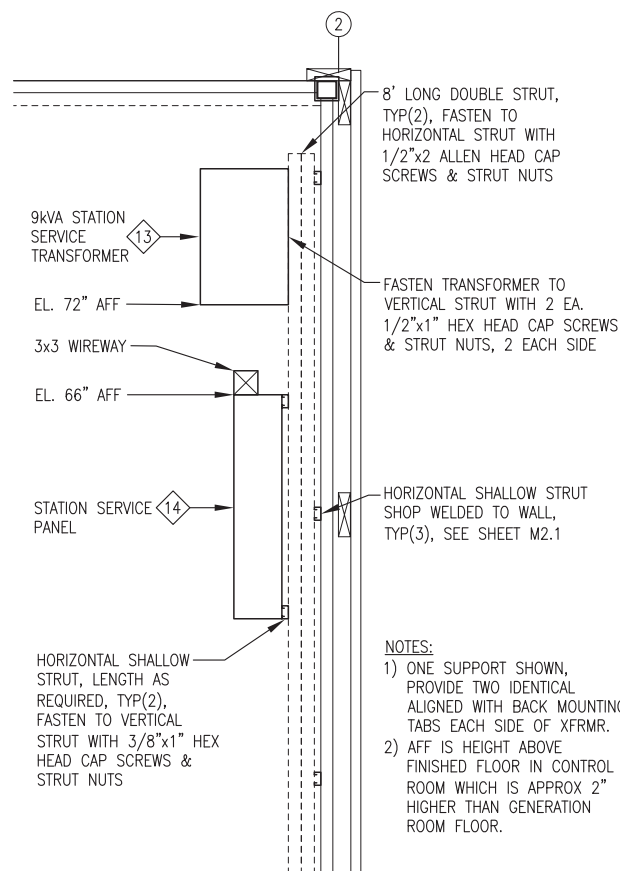 2
8' LONG DOUBLE STRUT,
TYP(2), FASTEN TO
HORIZONTAL STRUT WITH
1/2"x2 ALLEN HEAD CAP
SCREWS & STRUT NUTS
9kVA STATION
SERVICE
TRANSFORMER
13
EL. 72" AFF
FASTEN TRANSFORMER TO
VERTICAL STRUT WITH 2 EA.
1/2"x1" HEX HEAD CAP SCREWS
& STRUT NUTS, 2 EACH SIDE
3x3 WIREWAY
EL. 66" AFF
STATION SERVICE
PANEL
14
HORIZONTAL SHALLOW STRUT
SHOP WELDED TO WALL,
TYP(3), SEE SHEET M2.1
HORIZONTAL SHALLOW
STRUT, LENGTH AS
REQUIRED, TYP(2),
FASTEN TO VERTICAL
STRUT WITH 3/8"x1" HEX
HEAD CAP SCREWS &
STRUT NUTS
NOTES:
1) ONE SUPPORT SHOWN,
PROVIDE TWO IDENTICAL
ALIGNED WITH BACK MOUNTING
TABS EACH SIDE OF XFRMR.
2) AFF IS HEIGHT ABOVE
FINISHED FLOOR IN CONTROL
ROOM WHICH IS APPROX 2"
HIGHER THAN GENERATION
ROOM FLOOR.